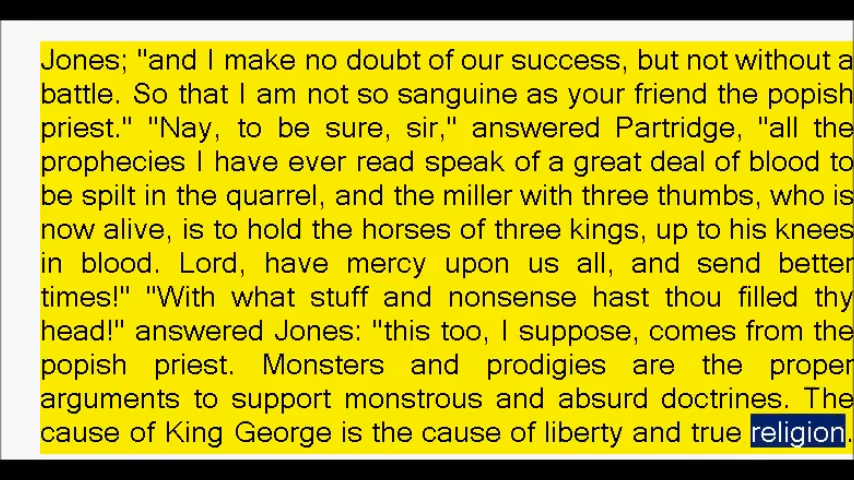 Jones; "and I make no doubt of our success, but not without a
battle. So that I am not so sanguine as your friend the popish
priest." "Nay, to be sure, sir," answered Partridge, "all the
prophecies I have ever read speak of a great deal of blood to
be spilt in the quarrel, and the miller with three thumbs, who is
now alive, is to hold the horses of three kings, up to his knees
in blood. Lord, have mercy upon us all, and send better
times!" "With what stuff and nonsense hast thou filled thy
head!" answered Jones: "this too, I suppose, comes from the
popish priest. Monsters and prodigies are the proper
arguments to support monstrous and absurd doctrines. The
cause of King George is the cause of liberty and true religion.